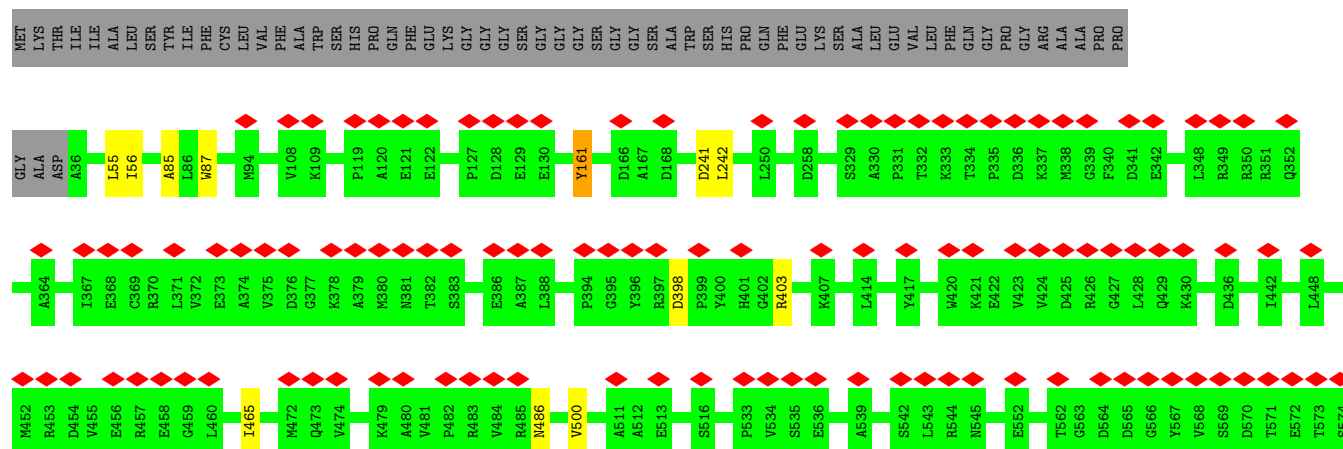 MET LYS THR ILE ILE ALA LEU SER TYR ILE PHE CYS LEU VAL PHE ALA TRP SER HIS PRO GLN PHE GLU LYS GLY GLY GLY SER GLY GLY GLY SER GLY GLY SER ALA TRP SER HIS PRO GLN PHE GLU LYS SER ALA LEU GLU VAL LEU PHE GLN GLY PRO GLY ARG ALA ALA PRO PRO
GLY ALA ASP A36 L55 I56 A85 L86 W87 M94 V108 K109 P119 A120 E121 E122 P127 D128 E129 E130 Y161 D166 A167 D168 D241 L242 L250 D258 S329 A330 P331 T332 K333 T334 P335 D336 K337 M338 G339 F340 D341 E342 L348 R349 R350 R351 Q352
A364 I367 E368 C369 R370 L371 V372 E373 A374 V375 D376 G377 K378 A379 M380 N381 T382 S383 E386 A387 L388 P394 G395 Y396 R397 D398 P399 Y400 H401 G402 R403 K407 L414 Y417 W420 K421 E422 V423 V424 D425 R426 G427 L428 Q429 K430 D436 I442 L448
M452 R453 D454 V455 E456 R457 E458 G459 L460 I465 M472 Q473 V474 K479 A480 V481 P482 R483 V484 R485 N486 V500 A511 A512 E513 S516 P533 V534 S535 E536 A539 S542 L543 R544 N545 E552 T562 G563 D564 D565 G566 Y567 V568 S569 D570 T571 E572 T573 S574